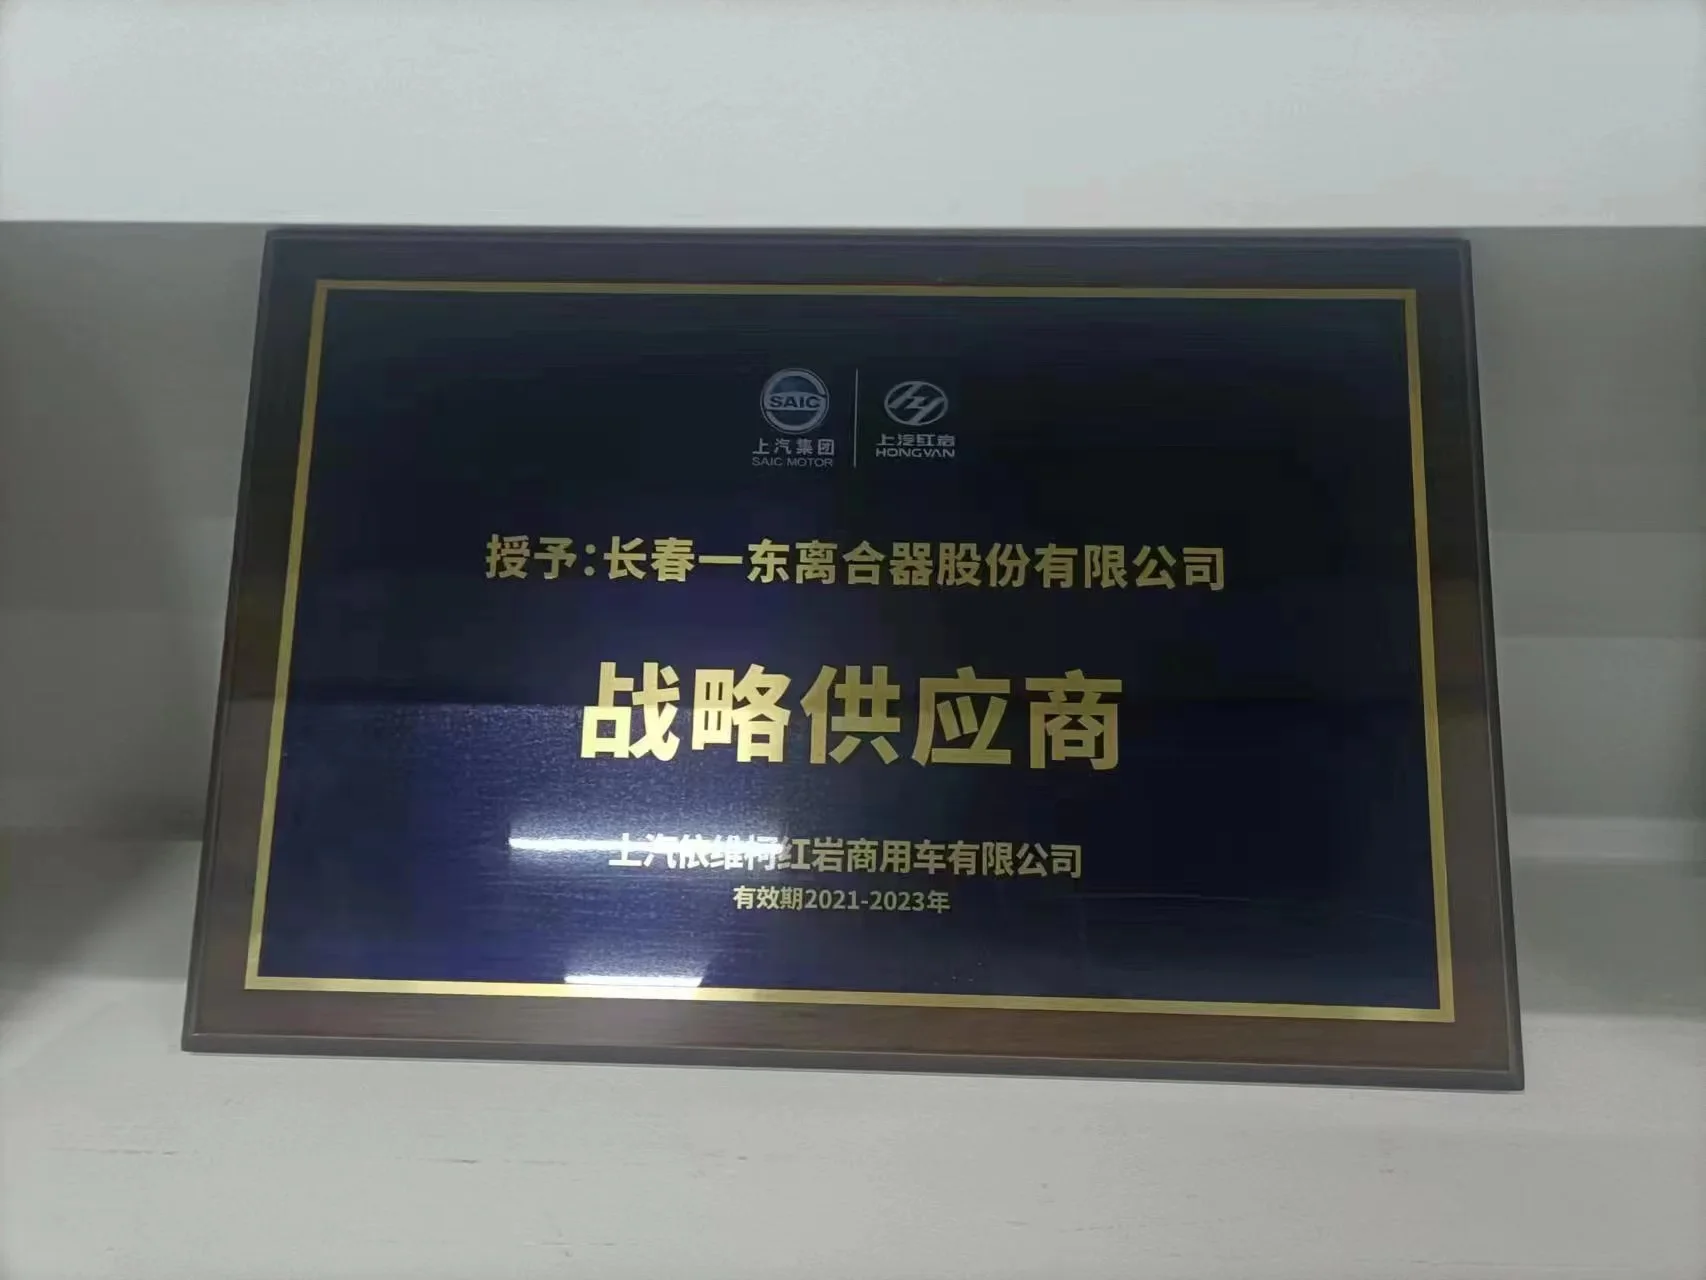 SAIC
上汽集团
SAIC MOTOR
上汽红岩
HONGYAN
授予:长春一东离合器股份有限公司
战略供应商
上汽依维柯红岩商用车有限公司
有效期2021-2023年